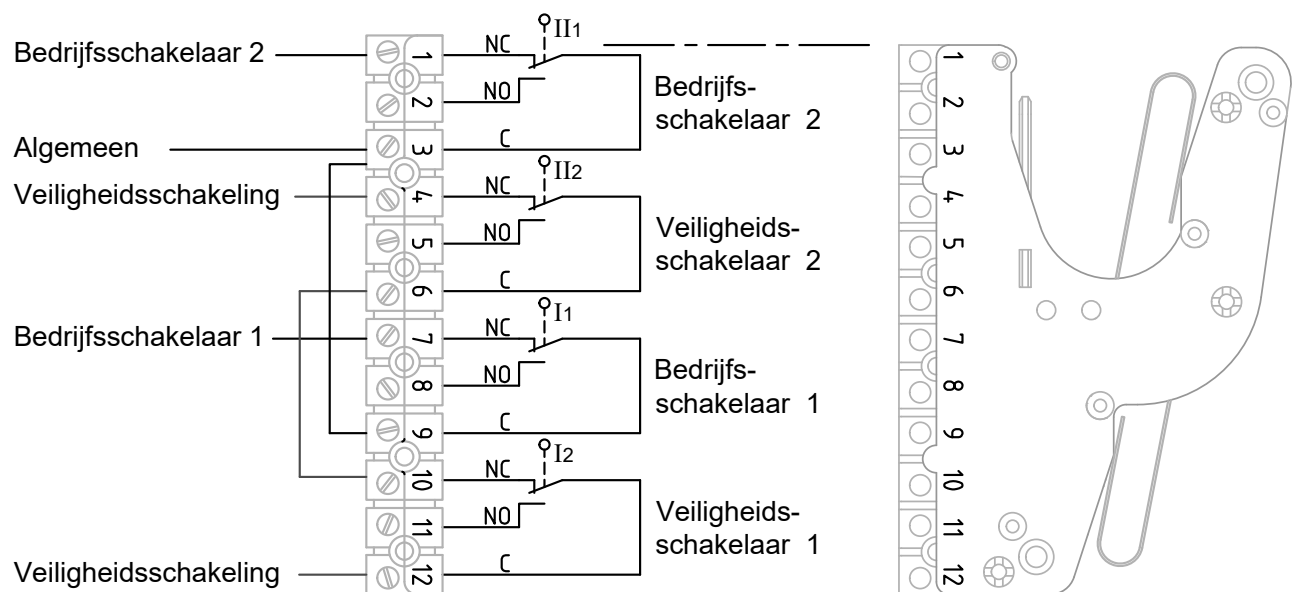 Bedrijfsschakelaar 2
Algemeen
Veiligheidsschakeling
Bedrijfsschakelaar 1
Veiligheidsschakeling
1
2
3
4
5
6
7
8
9
10
11
12
NC
NO
C
II1
Bedrijfs-
schakelaar 2
NC
NO
C
II2
Veiligheids-
schakelaar 2
NC
NO
C
I1
Bedrijfs-
schakelaar 1
NC
NO
C
I2
Veiligheids-
schakelaar 1
1
2
3
4
5
6
7
8
9
10
11
12